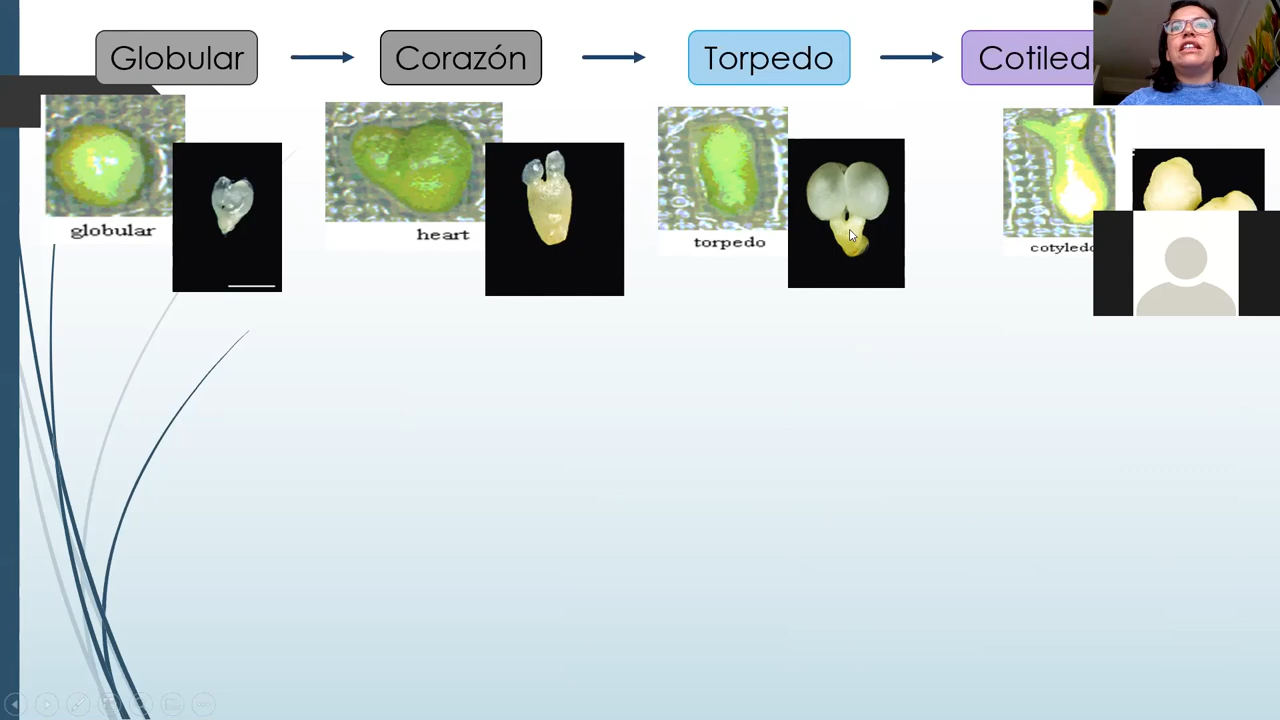 Globular
Corazón
Torpedo
Cotiled
globular
heart
torpedo
cotyledo